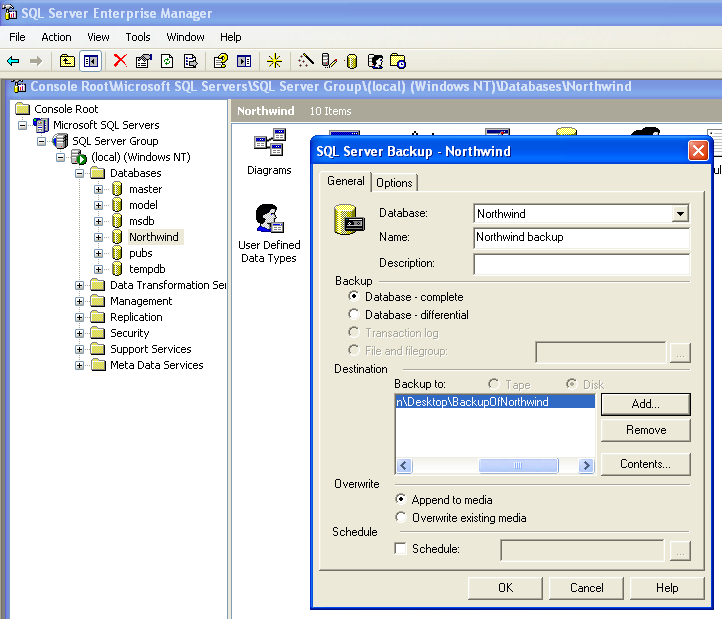 SQL Server Enterprise Manager
File Action View Tools Window Help
Console Root\Microsoft SQL Servers\SQL Server Group\(local) (Windows NT)\Databases\Northwind
Console Root
Microsoft SQL Servers
SQL Server Group
(local) (Windows NT)
Databases
master
model
msdb
Northwind
pubs
tempdb
Data Transformation Ser
Management
Replication
Security
Support Services
Meta Data Services
Northwind 10 Items
Diagrams
User Defined
Data Types
SQL Server Backup - Northwind
General Options
Database: Northwind
Name: Northwind backup
Description:
Backup
Database - complete
Database - differential
Transaction log
File and filegroup: ...
Destination
Backup to: Tape Disk
n\Desktop\BackupOfNorthwind
Add...
Remove
Contents...
Overwrite
Append to media
Overwrite existing media
Schedule
Schedule: ...
OK Cancel Help